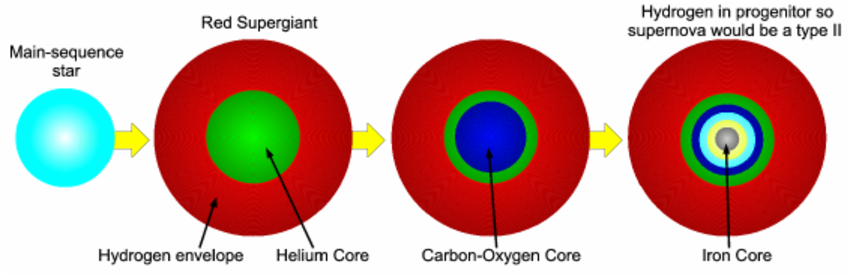 Main-sequence
star
Red Supergiant
Hydrogen in progenitor so
supernova would be a type II
Hydrogen envelope
Helium Core
Carbon-Oxygen Core
Iron Core